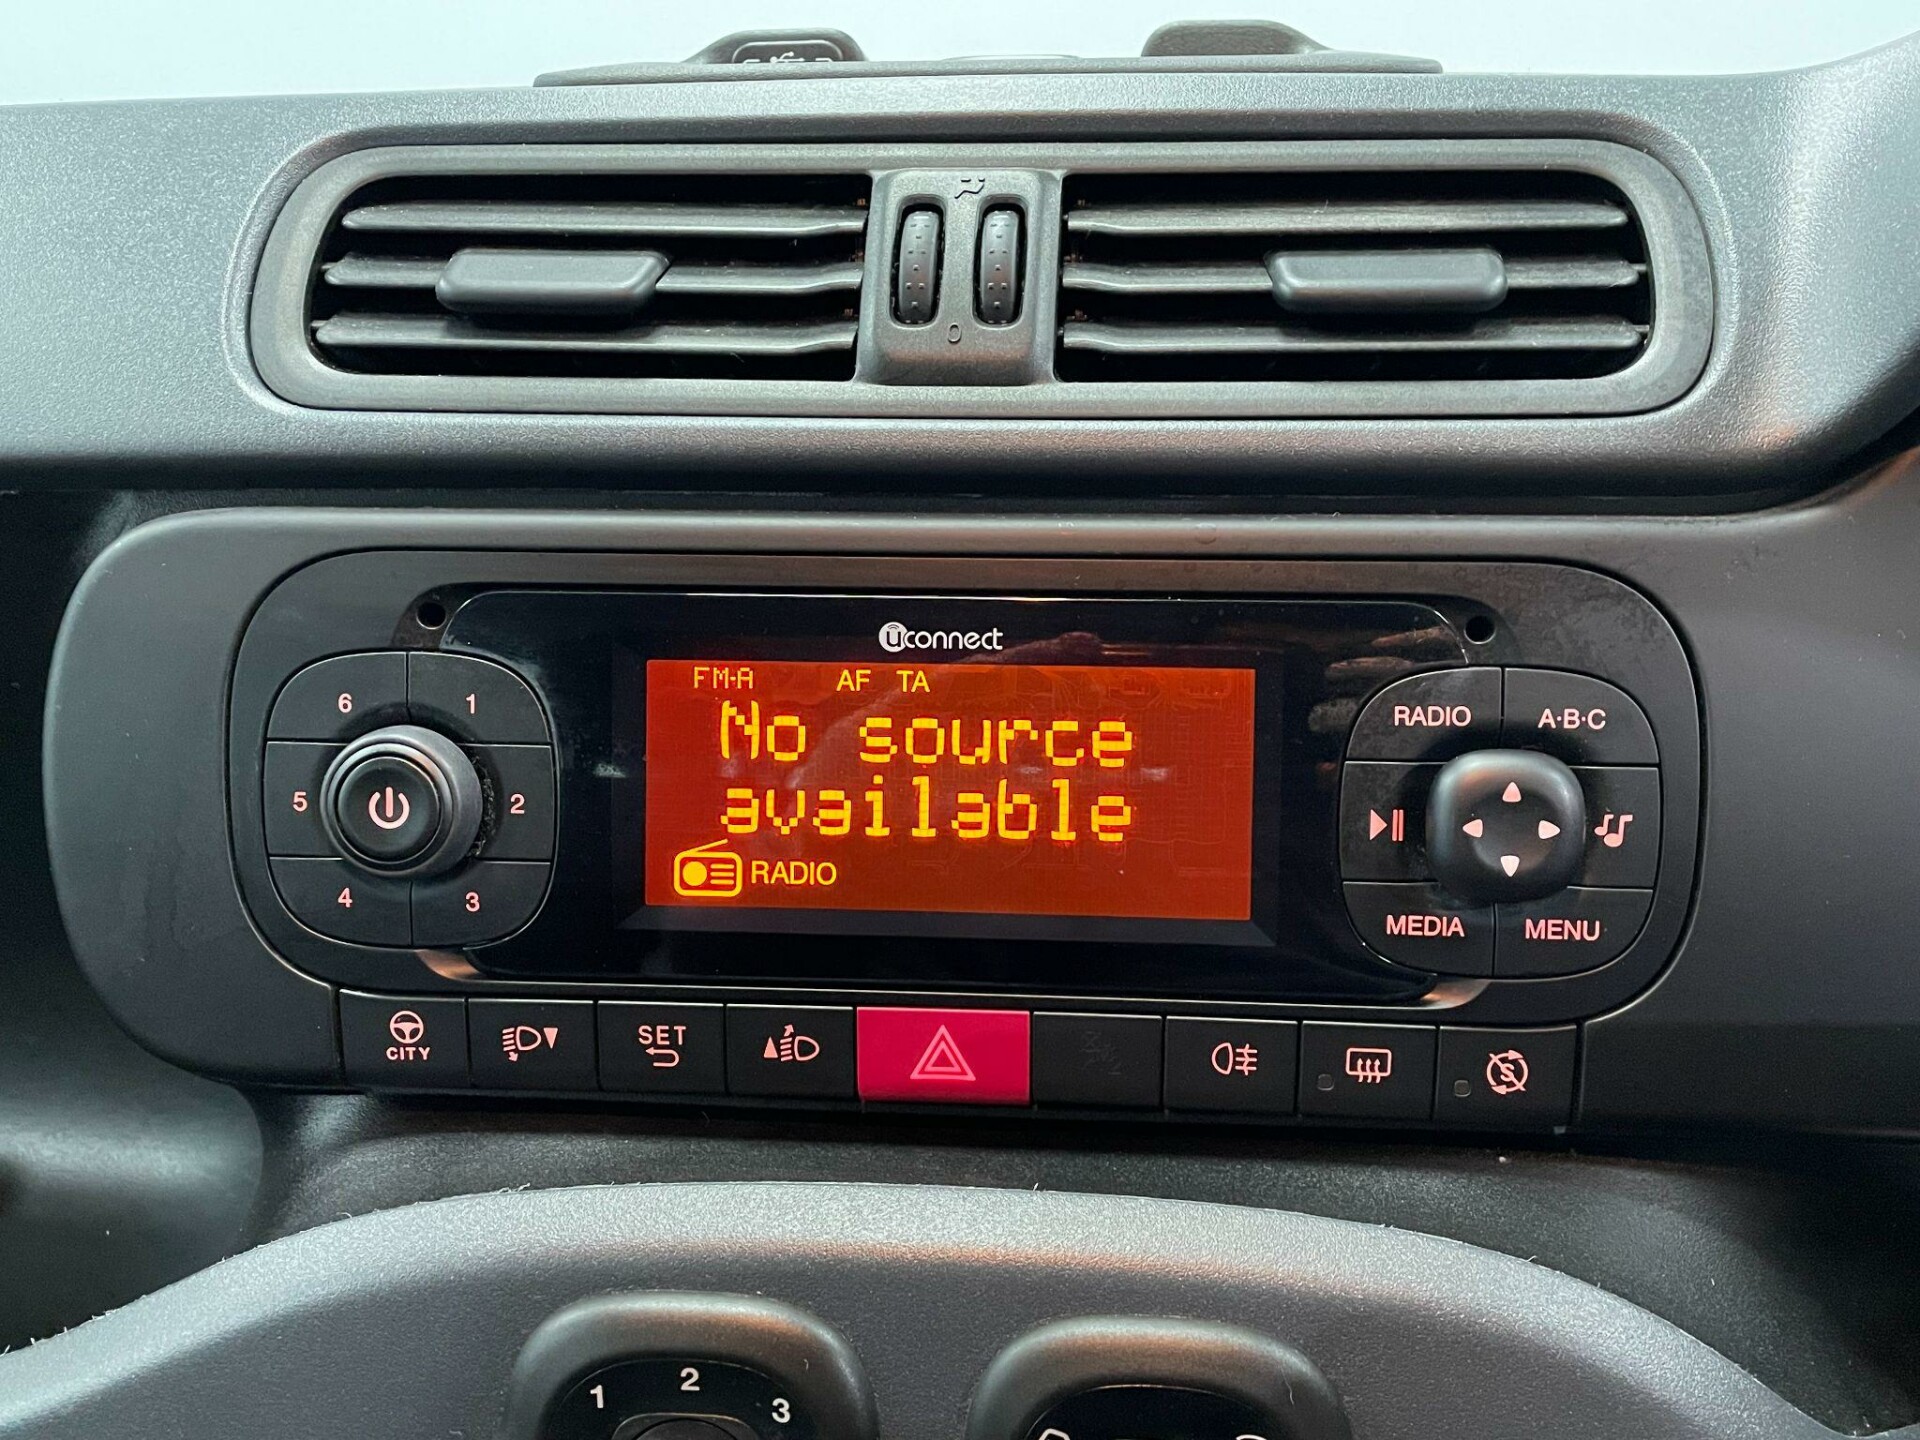 0
uconnect
FM-A AF TA
No source
available
RADIO
6 1
5 2
4 3
RADIO A·B·C
MEDIA MENU
CITY
SET
S
1 2 3